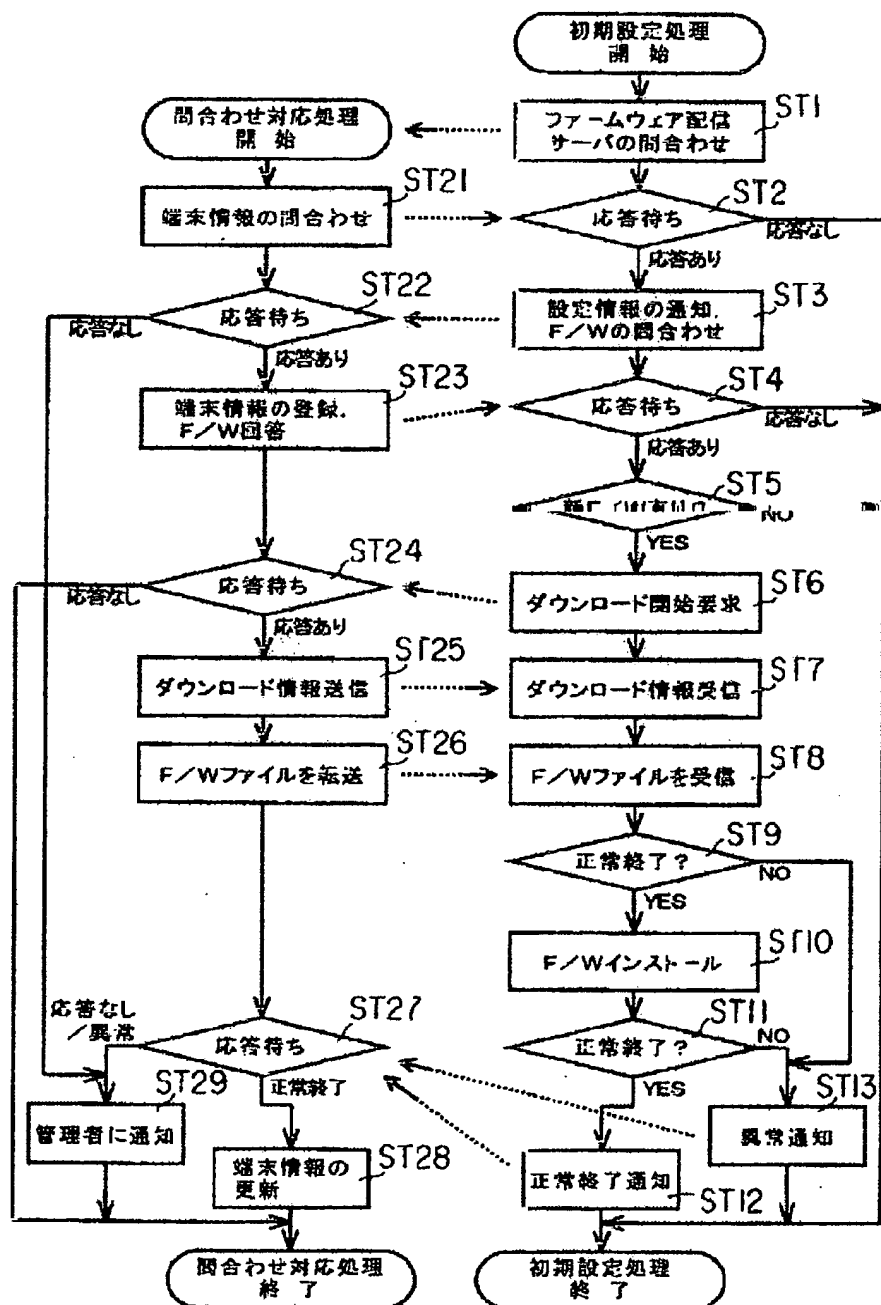 初期設定処理
開 始
問合わせ対応処理
開 始
ST1
ファームウェア配信
サーバの問合わせ
ST21
端末情報の問合わせ
ST2
応答待ち
応答なし
応答あり
ST22
応答待ち
応答なし
応答あり
ST3
設定情報の通知,
F/Wの問合わせ
ST23
端末情報の登録,
F/W回答
ST4
応答待ち
応答なし
応答あり
ST5
NO
YES
ST24
応答待ち
応答なし
応答あり
ST6
ダウンロード開始要求
ST25
ダウンロード情報送信
ST7
ダウンロード情報受信
ST26
F/Wファイルを転送
ST8
F/Wファイルを受信
ST9
正常終了?
NO
YES
ST10
F/Wインストール
ST27
応答待ち
応答なし
/異常
正常終了
ST11
正常終了?
NO
YES
ST29
管理者に通知
ST13
異常通知
ST28
端末情報の
更新
正常終了通知
ST12
問合わせ対応処理
終 了
初期設定処理
終 了